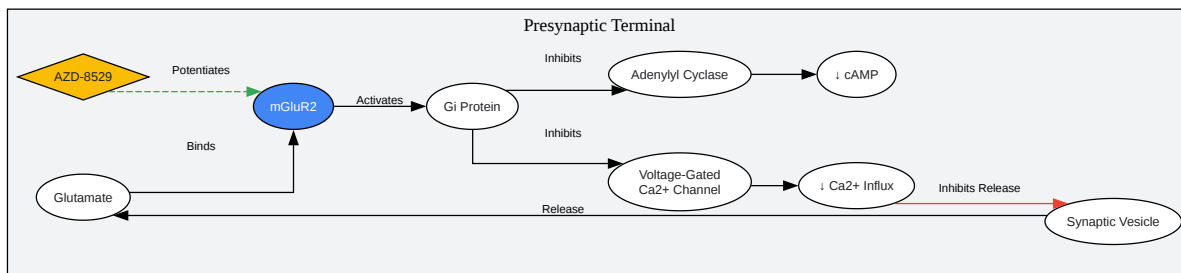 Presynaptic Terminal
AZD-8529
Potentiates
mGluR2
Activates
Gi Protein
Inhibits
Adenylyl Cyclase
↓ cAMP
Inhibits
Binds
Glutamate
Voltage-Gated
Ca2+ Channel
↓ Ca2+ Influx
Inhibits Release
Release
Synaptic Vesicle